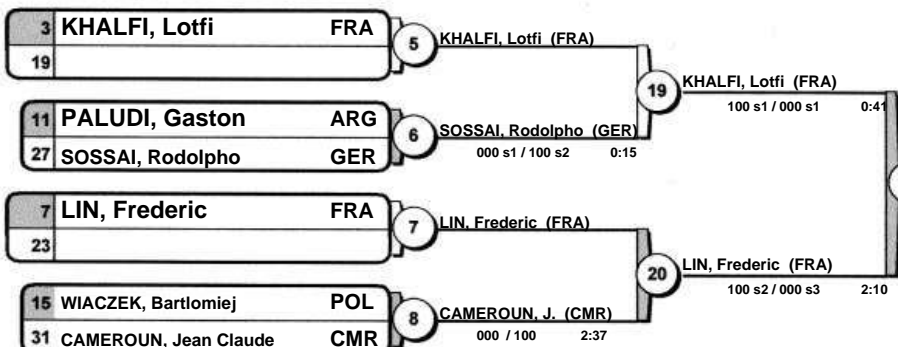 3 KHALFI, Lotfi FRA
19
5
KHALFI, Lotfi (FRA)
11 PALUDI, Gaston ARG
27 SOSSAI, Rodolpho GER
6
SOSSAI, Rodolpho (GER)
000 s1 / 100 s2 0:15
19
KHALFI, Lotfi (FRA)
100 s1 / 000 s1 0:41
7 LIN, Frederic FRA
23
7
LIN, Frederic (FRA)
15 WIACZEK, Bartlomiej POL
31 CAMEROUN, Jean Claude CMR
8
CAMEROUN, J. (CMR)
000 / 100 2:37
20
LIN, Frederic (FRA)
100 s2 / 000 s3 2:10